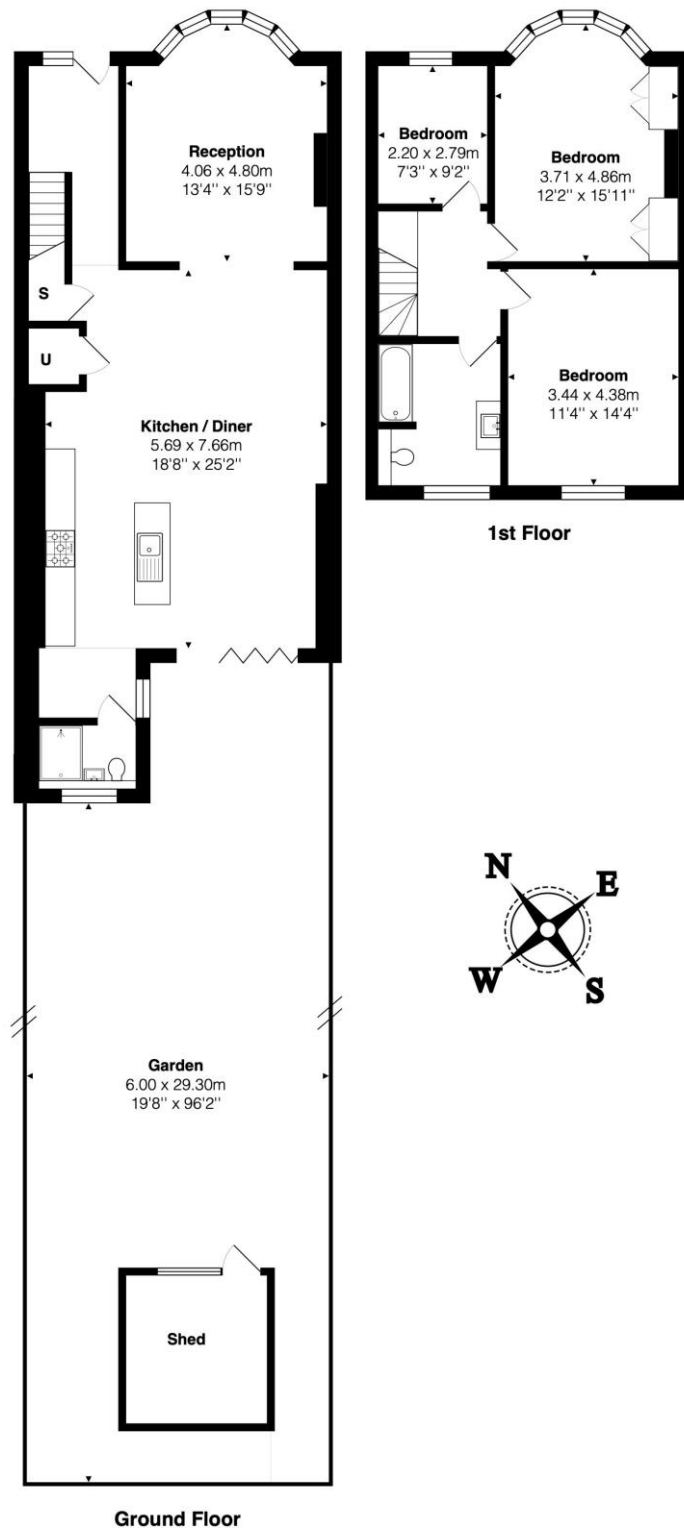 Reception
4.06 x 4.80m
13'4'' x 15'9''
S
U
Kitchen / Diner
5.69 x 7.66m
18'8'' x 25'2''
Garden
6.00 x 29.30m
19'8'' x 96'2''
Shed
Ground Floor
Bedroom
2.20 x 2.79m
7'3'' x 9'2''
Bedroom
3.71 x 4.86m
12'2'' x 15'11''
Bedroom
3.44 x 4.38m
11'4'' x 14'4''
1st Floor
N
E
W
S